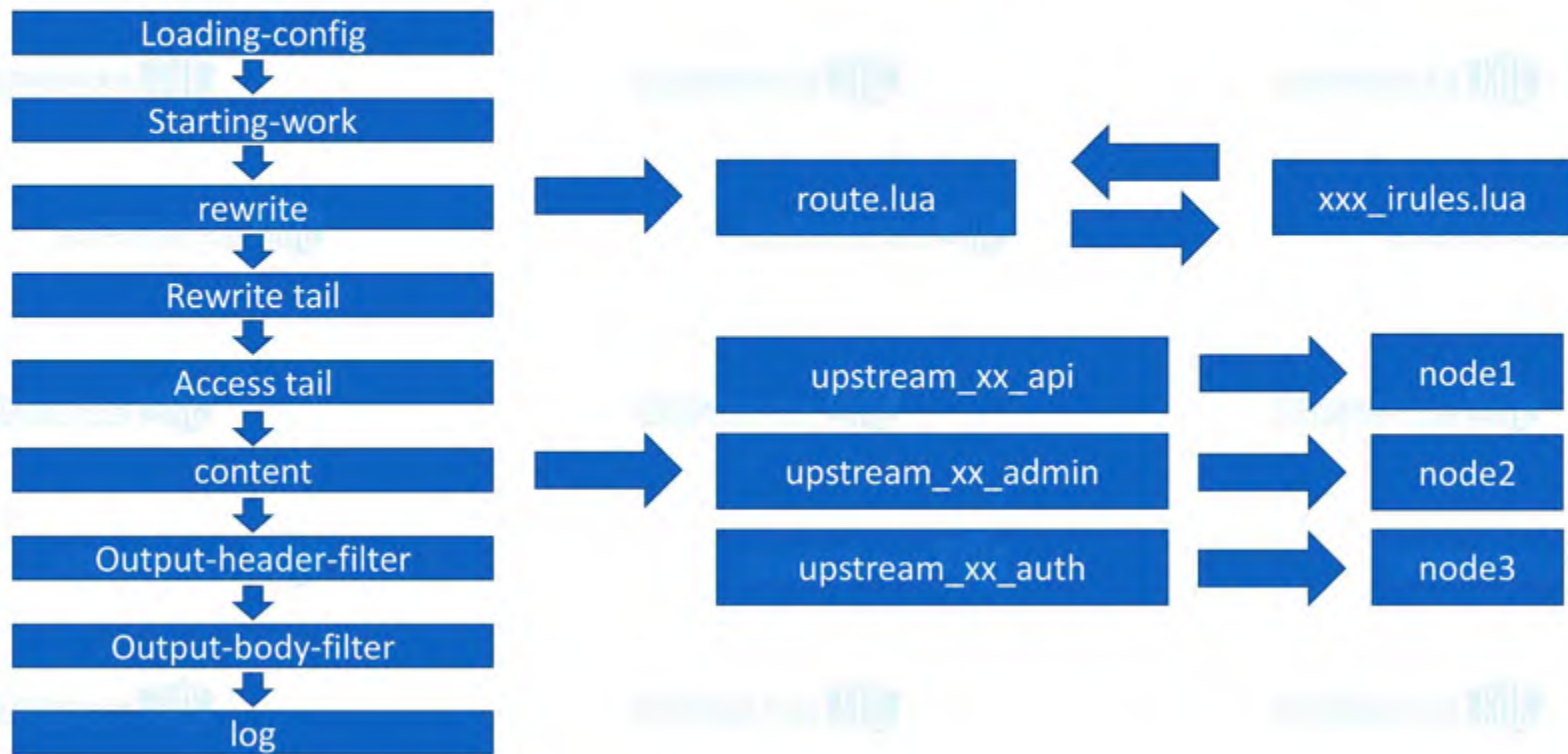 Loading-config
Starting-work
rewrite
Rewrite tail
Access tail
content
Output-header-filter
Output-body-filter
log
route.lua
xxx_irules.lua
upstream_xx_api
node1
upstream_xx_admin
node2
upstream_xx_auth
node3